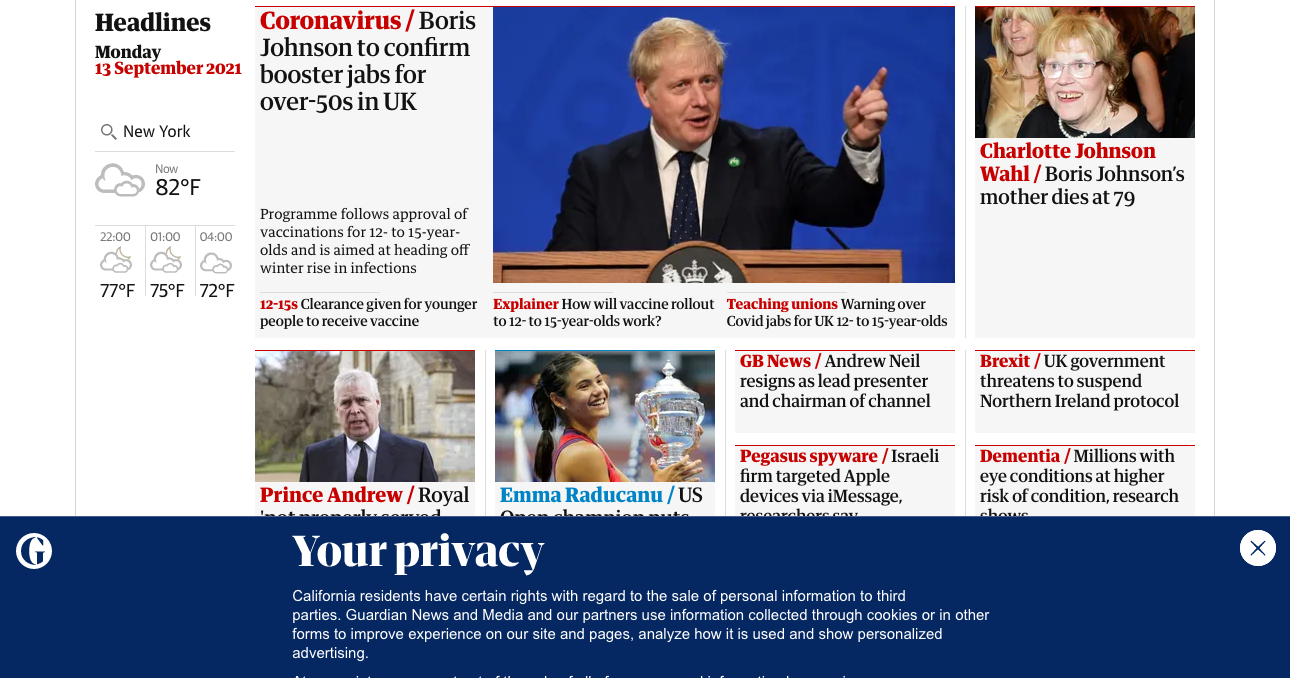 Headlines
Monday
13 September 2021
New York
Now
82°F
22:00
01:00
04:00
77°F
75°F
72°F
Coronavirus / Boris
Johnson to confirm
booster jabs for
over-50s in UK
Programme follows approval of
vaccinations for 12- to 15-year-
olds and is aimed at heading off
winter rise in infections
12-15s Clearance given for younger
people to receive vaccine
Explainer How will vaccine rollout
to 12- to 15-year-olds work?
Teaching unions Warning over
Covid jabs for UK 12- to 15-year-olds
Charlotte Johnson
Wahl / Boris Johnson’s
mother dies at 79
Prince Andrew / Royal
'not properly served
Emma Raducanu / US
Open champion puts
GB News / Andrew Neil
resigns as lead presenter
and chairman of channel
Pegasus spyware / Israeli
firm targeted Apple
devices via iMessage,
researchers say
Brexit / UK government
threatens to suspend
Northern Ireland protocol
Dementia / Millions with
eye conditions at higher
risk of condition, research
shows
Your privacy
California residents have certain rights with regard to the sale of personal information to third
parties. Guardian News and Media and our partners use information collected through cookies or in other
forms to improve experience on our site and pages, analyze how it is used and show personalized
advertising.